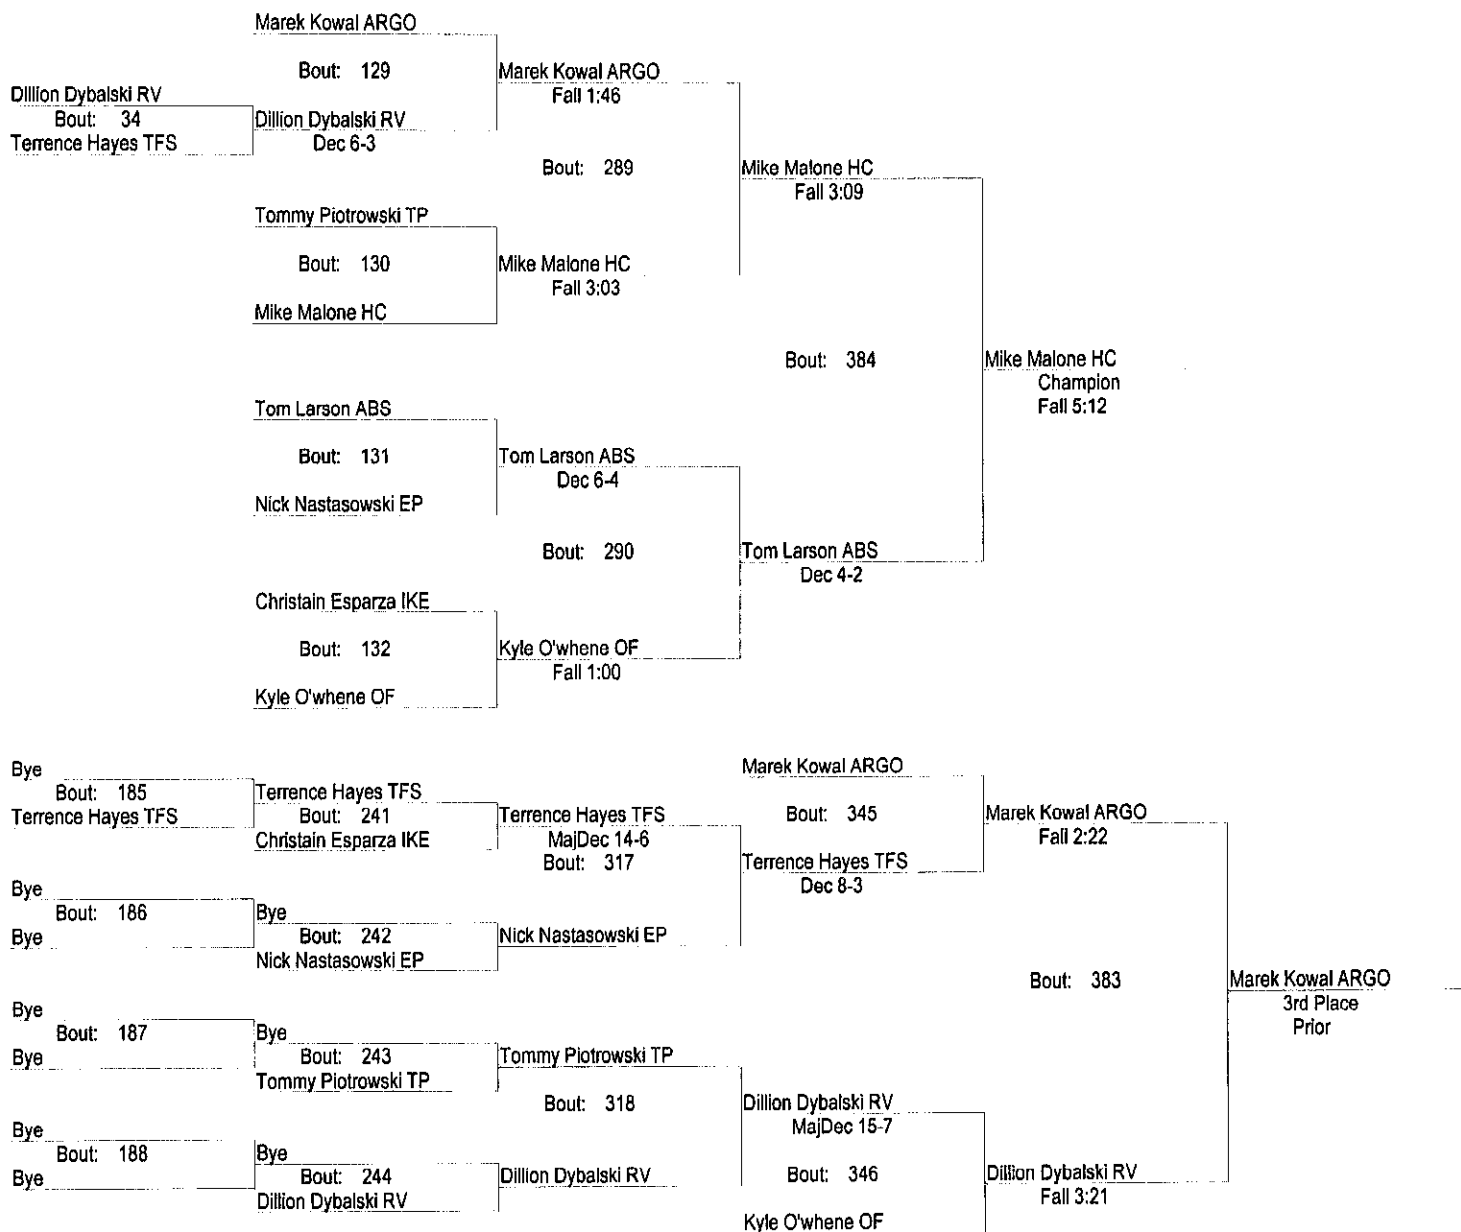 Marek Kowal ARGO
Bout: 129
Marek Kowal ARGO
Fall 1:46
Dillion Dybalski RV
Bout: 34
Terrence Hayes TFS
Dillion Dybalski RV
Dec 6-3
Bout: 289
Mike Malone HC
Fall 3:09
Tommy Piotrowski TP
Bout: 130
Mike Malone HC
Fall 3:03
Mike Malone HC
Bout: 384
Mike Malone HC
Champion
Fall 5:12
Tom Larson ABS
Bout: 131
Tom Larson ABS
Dec 6-4
Nick Nastasowski EP
Bout: 290
Tom Larson ABS
Dec 4-2
Christain Esparza IKE
Bout: 132
Kyle O'whene OF
Fall 1:00
Kyle O'whene OF
Bye
Bout: 185
Terrence Hayes TFS
Terrence Hayes TFS
Bout: 241
Christain Esparza IKE
Terrence Hayes TFS
MajDec 14-6
Bout: 317
Marek Kowal ARGO
Bout: 345
Terrence Hayes TFS
Dec 8-3
Marek Kowal ARGO
Fall 2:22
Bye
Bout: 186
Bye
Bye
Bout: 242
Nick Nastasowski EP
Nick Nastasowski EP
Bout: 383
Marek Kowal ARGO
3rd Place
Prior
Bye
Bout: 187
Bye
Bye
Bout: 243
Tommy Piotrowski TP
Tommy Piotrowski TP
Bout: 318
Dillion Dybalski RV
MajDec 15-7
Bye
Bout: 188
Bye
Bye
Bout: 244
Dillion Dybalski RV
Dillion Dybalski RV
Bout: 346
Dillion Dybalski RV
Fall 3:21
Kyle O'whene OF